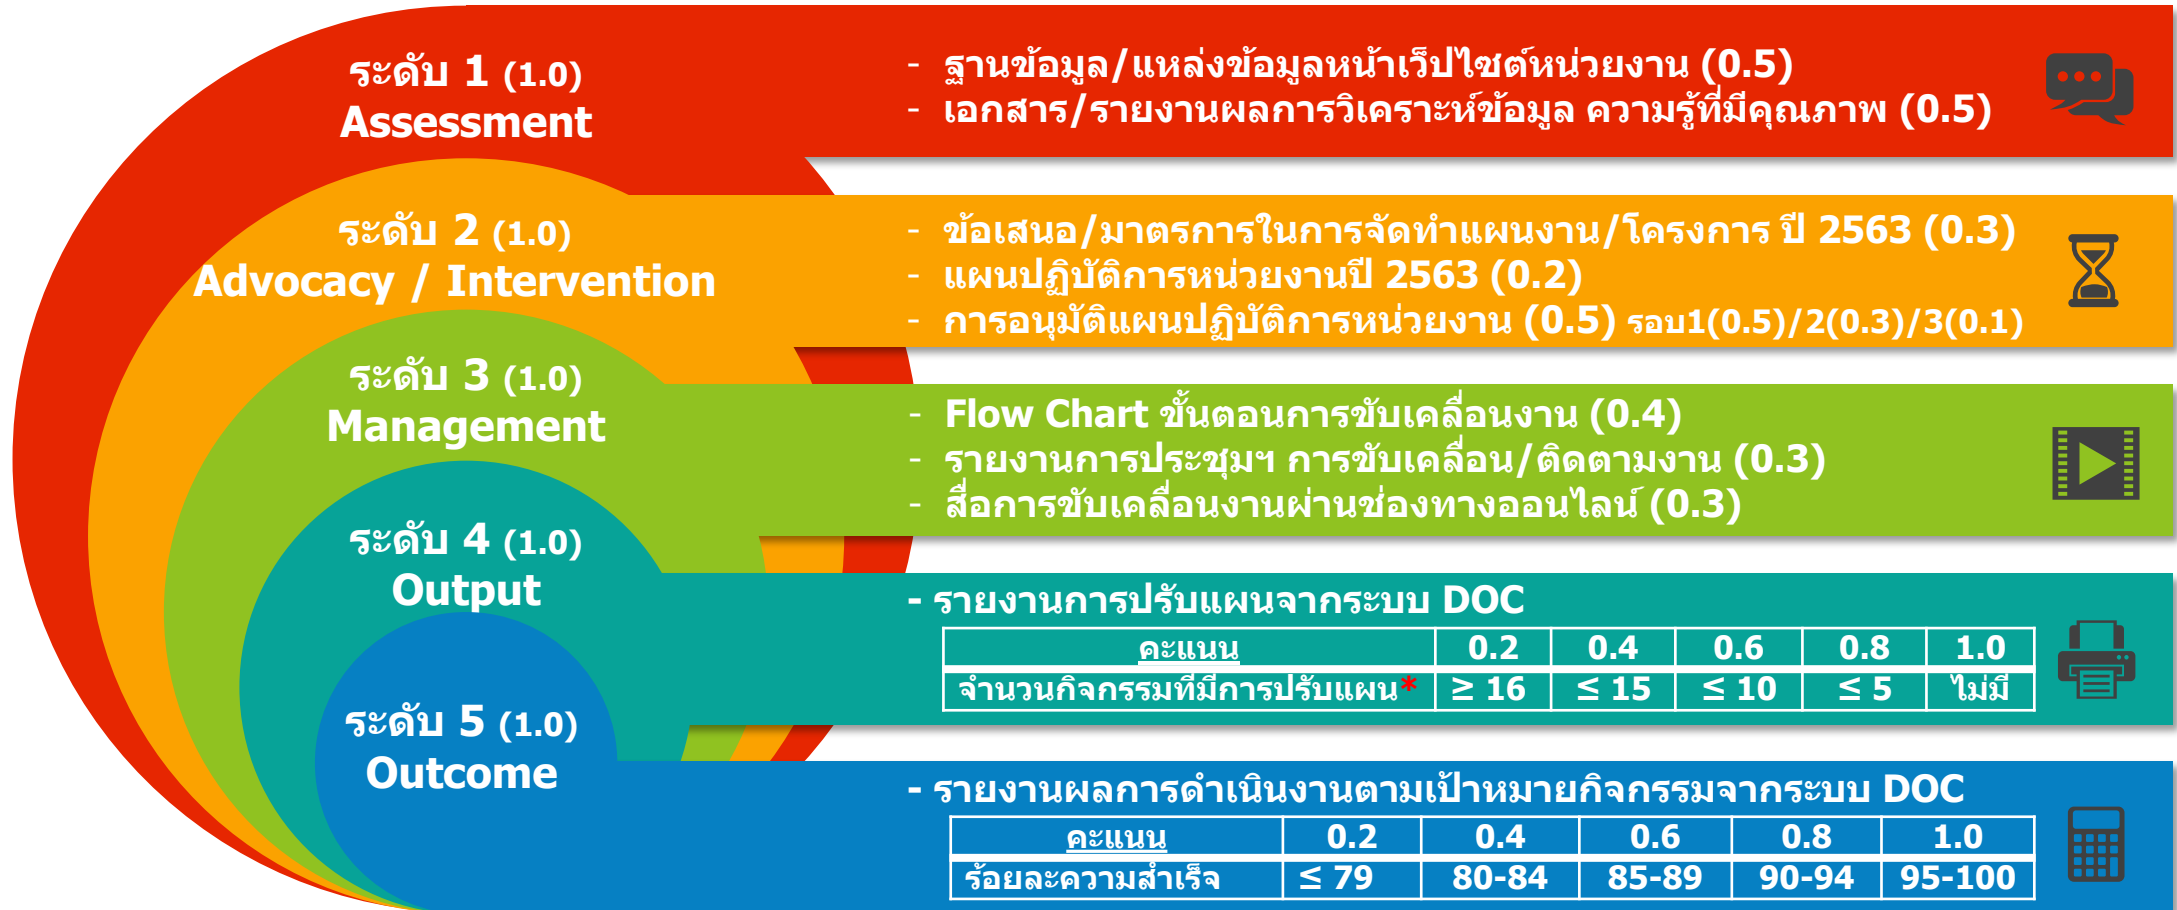 ระดับ 1 (1.0)
Assessment
- ฐานข้อมูล/แหล่งข้อมูลหน้าเว็ปไซต์หน่วยงาน (0.5)
- เอกสาร/รายงานผลการวิเคราะห์ข้อมูล ความรู้ที่มีคุณภาพ (0.5)
ระดับ 2 (1.0)
Advocacy / Intervention
- ข้อเสนอ/มาตรการในการจัดทำแผนงาน/โครงการ ปี 2563 (0.3)
- แผนปฏิบัติการหน่วยงานปี 2563 (0.2)
- การอนุมัติแผนปฏิบัติการหน่วยงาน (0.5) รอบ1(0.5)/2(0.3)/3(0.1)
ระดับ 3 (1.0)
Management
- Flow Chart ขั้นตอนการขับเคลื่อนงาน (0.4)
- รายงานการประชุมฯ การขับเคลื่อน/ติดตามงาน (0.3)
- สื่อการขับเคลื่อนงานผ่านช่องทางออนไลน์ (0.3)
ระดับ 4 (1.0)
Output
- รายงานการปรับแผนจากระบบ DOC
คะแนน 0.2 0.4 0.6 0.8 1.0
จำนวนกิจกรรมที่มีการปรับแผน* ≥ 16 ≤ 15 ≤ 10 ≤ 5 ไม่มี
ระดับ 5 (1.0)
Outcome
- รายงานผลการดำเนินงานตามเป้าหมายกิจกรรมจากระบบ DOC
คะแนน 0.2 0.4 0.6 0.8 1.0
ร้อยละความสำเร็จ ≤ 79 80-84 85-89 90-94 95-100